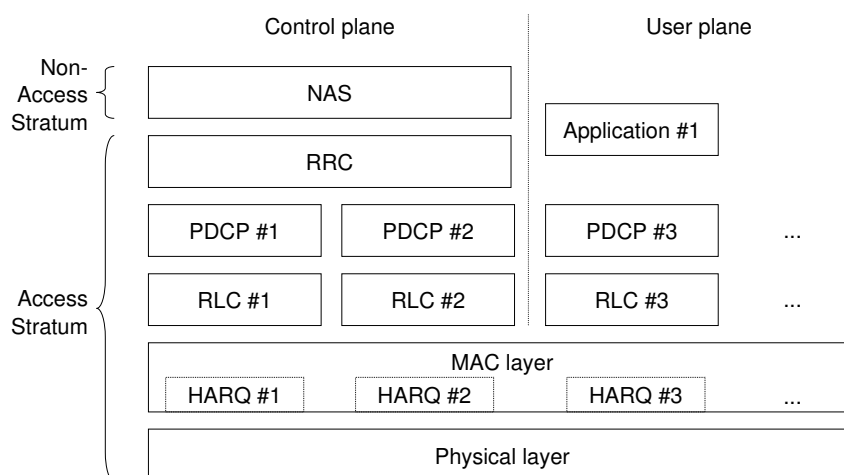 Control plane
User plane
Non-
Access
Stratum
NAS
Application #1
RRC
PDCP #1
PDCP #2
PDCP #3
...
Access
Stratum
RLC #1
RLC #2
RLC #3
...
MAC layer
HARQ #1
HARQ #2
HARQ #3
...
Physical layer